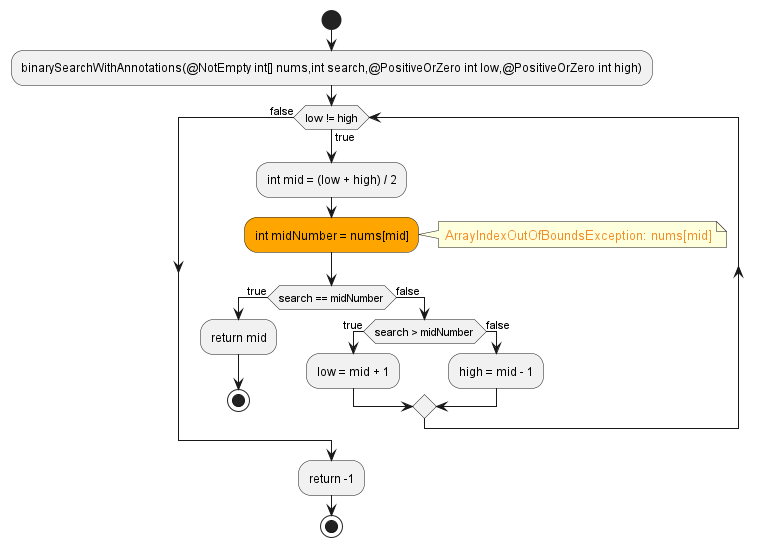 binarySearchWithAnnotations(@NotEmpty int[] nums,int search,@PositiveOrZero int low,@PositiveOrZero int high)
false
low != high
true
int mid = (low + high) / 2
int midNumber = nums[mid]
ArrayIndexOutOfBoundsException: nums[mid]
true
search == midNumber
false
return mid
true
search > midNumber
false
low = mid + 1
high = mid - 1
return -1